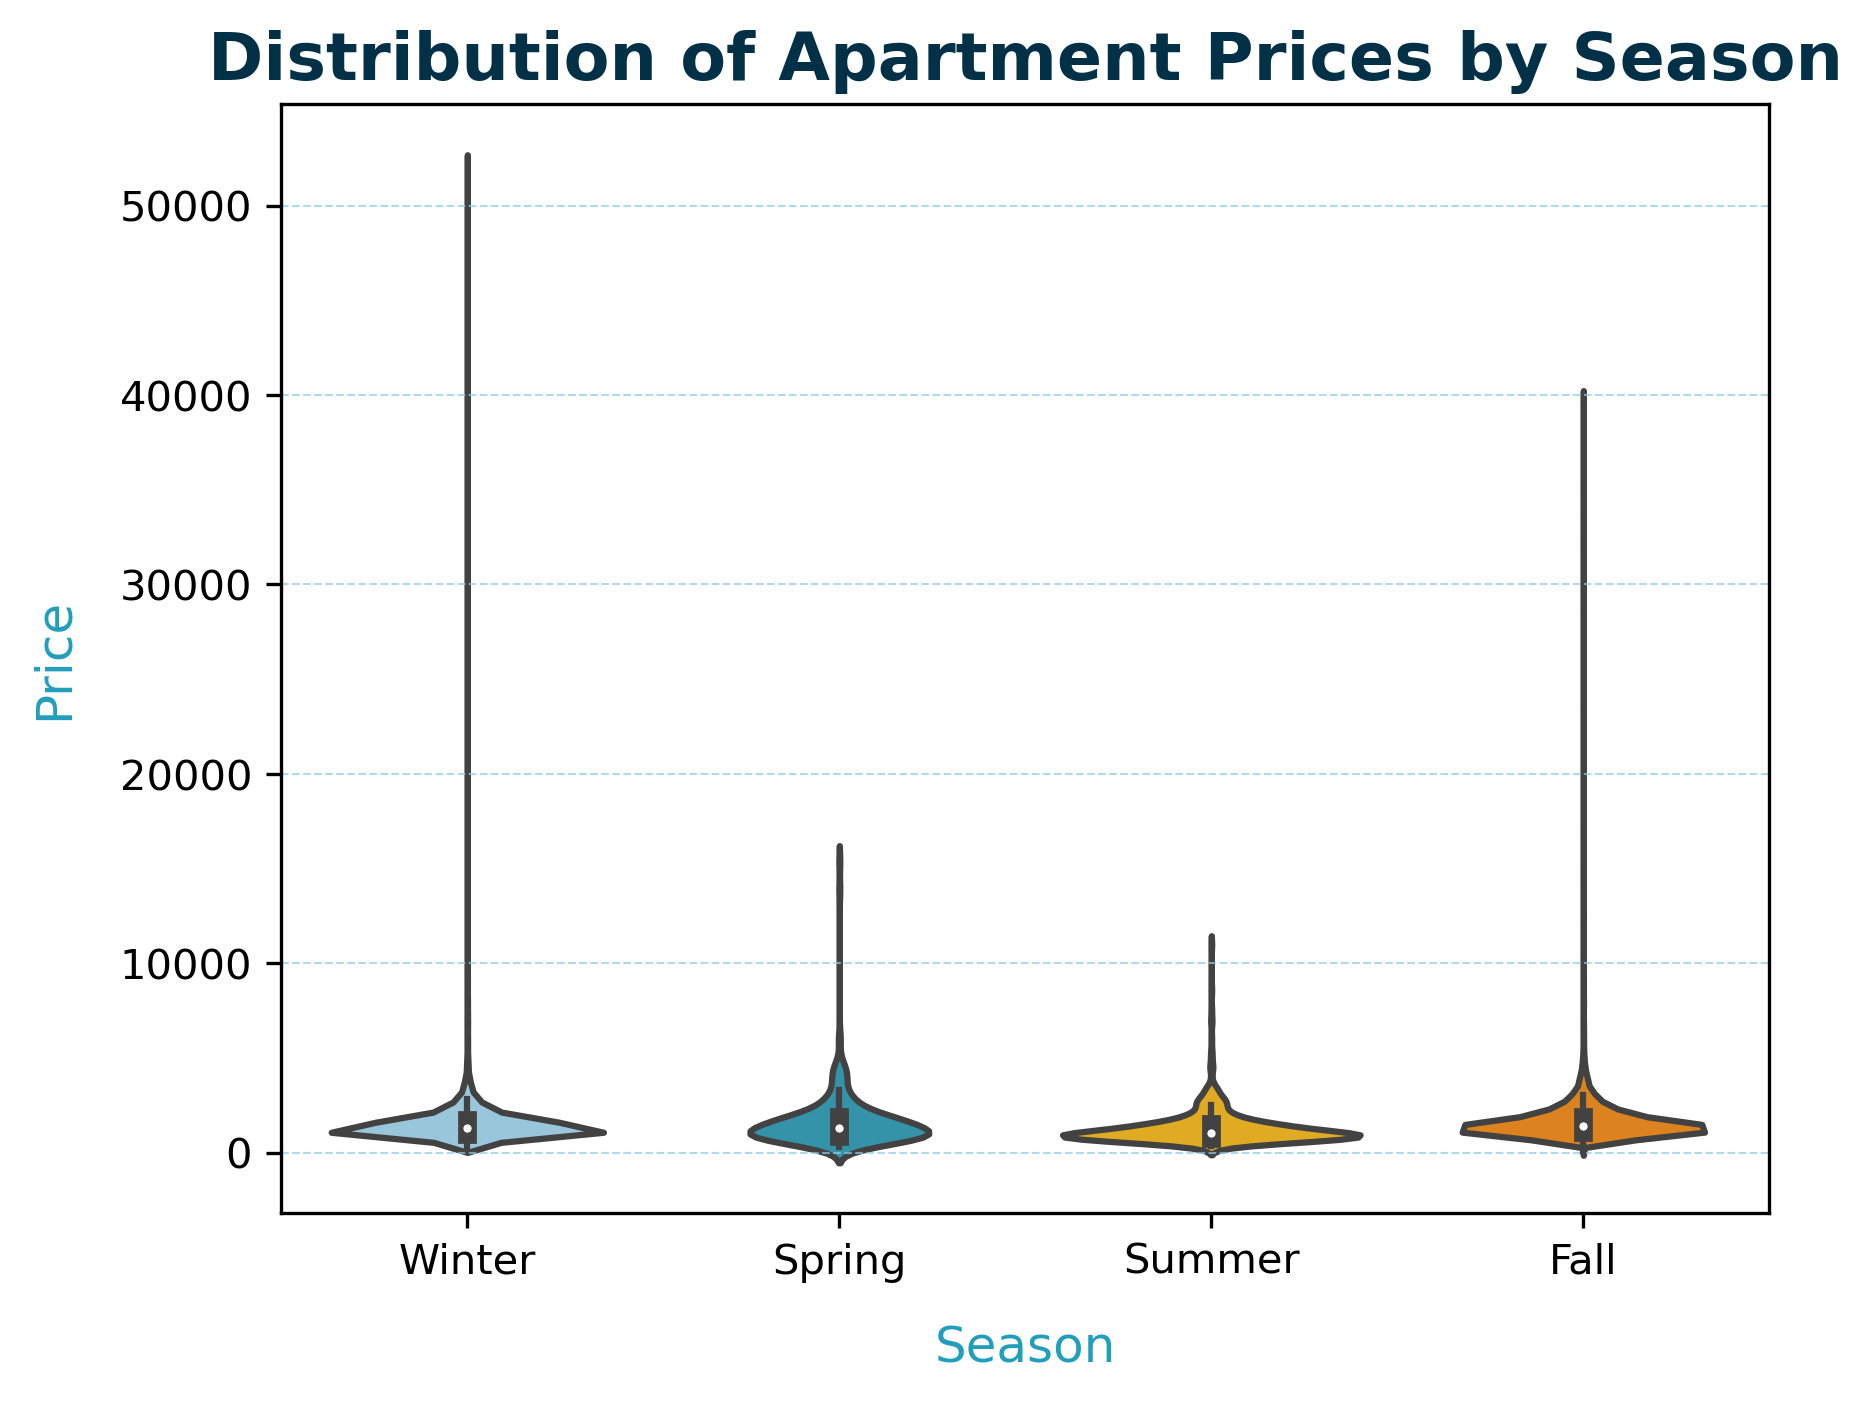 Distribution of Apartment Prices by Season
50000
40000
30000
20000
10000
0
Price
Winter
Spring
Summer
Fall
Season